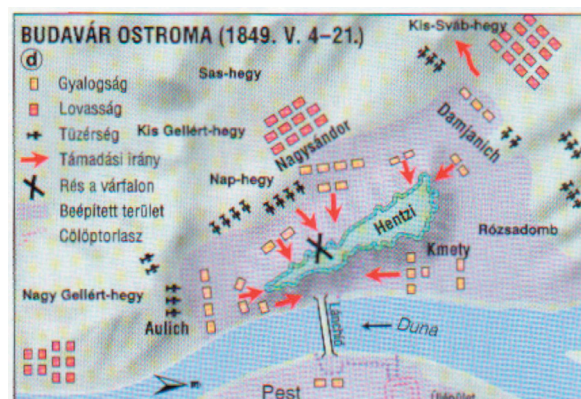 BUDAVÁR OSTROMA (1849. V. 4–21.)
d
Gyalogság
Lovasság
Tüzérség
Támadási irány
Rés a várfalon
Beépített terület
Cölöptorlasz
Kis-Sváb-hegy
Sas-hegy
Kis Gellért-hegy
Nagysándor
Damjanich
Nap-hegy
Hentzi
Rózsadomb
Kmety
Nagy Gellért-hegy
Aulich
Lánchíd
Duna
É
Pest